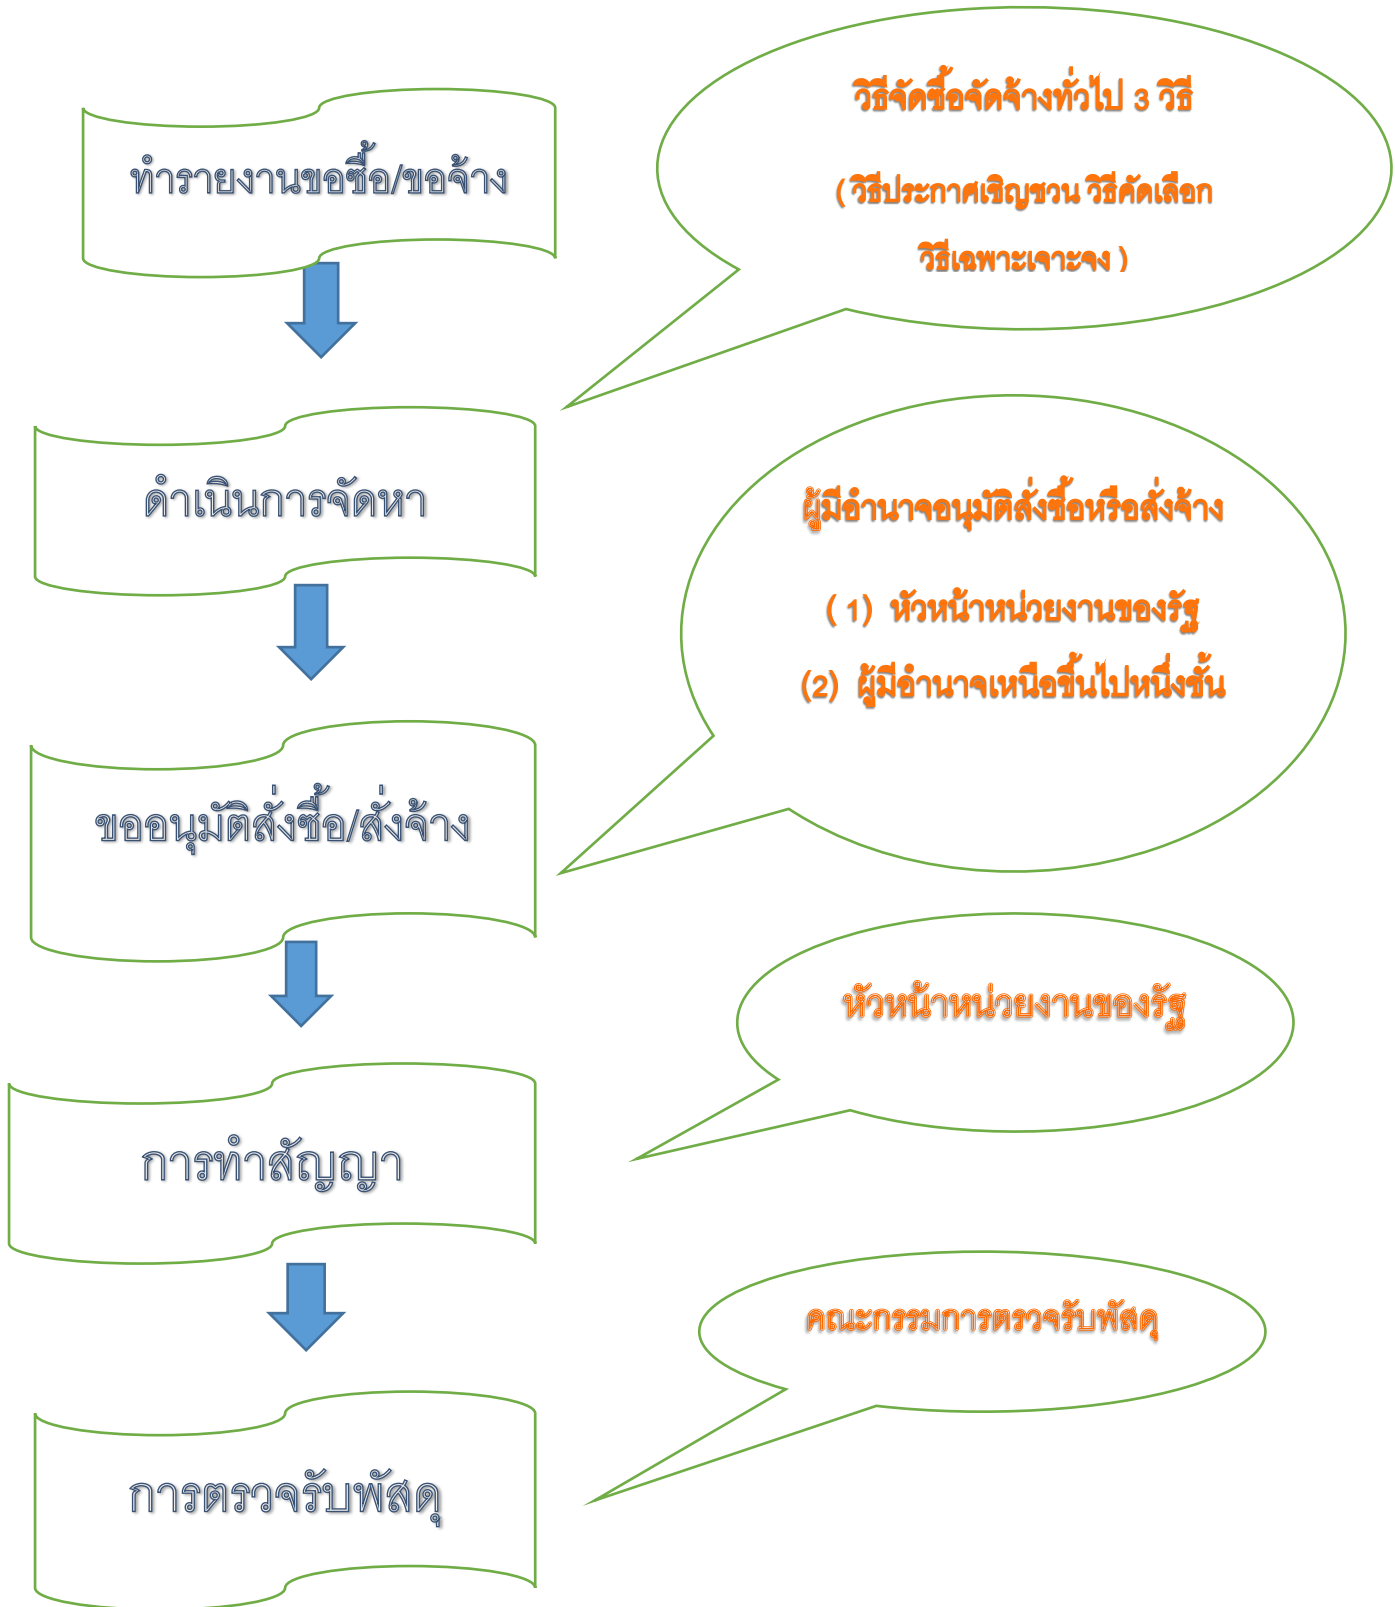 วิธีจัดซื้อจัดจ้างทั่วไป 3 วิธี
( วิธีประกาศเชิญชวน วิธีคัดเลือก
วิธีเฉพาะเจาะจง )
ทำรายงานขอซื้อ/ขอจ้าง
ดำเนินการจัดหา
ผู้มีอำนาจอนุมัติสั่งซื้อหรือสั่งจ้าง
( 1) หัวหน้าหน่วยงานของรัฐ
(2) ผู้มีอำนาจเหนือขึ้นไปหนึ่งชั้น
ขออนุมัติสั่งซื้อ/สั่งจ้าง
หัวหน้าหน่วยงานของรัฐ
การทำสัญญา
คณะกรรมการตรวจรับพัสดุ
การตรวจรับพัสดุ